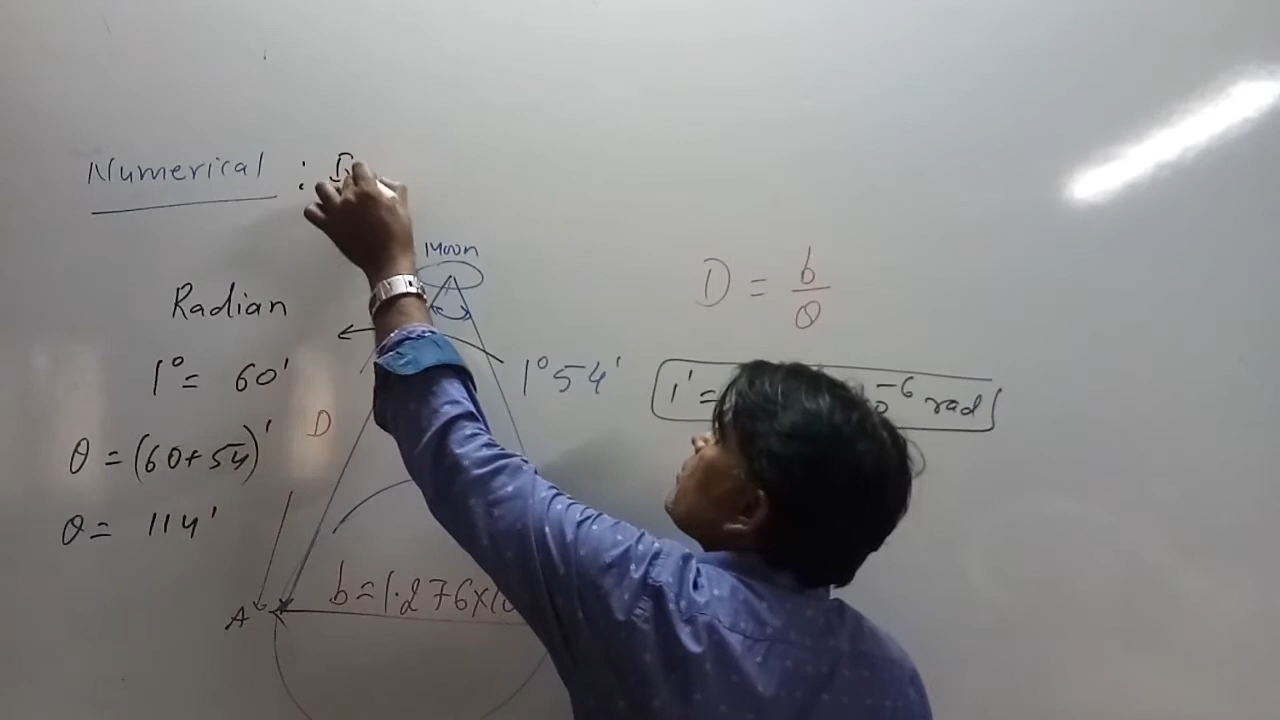 Numerical :
Moon
Radian
D = b/θ
1° = 60'
1° 54'
1' = 10⁻⁶ rad
D
θ = (60+54)'
θ = 114'
b = 1.276×10
A